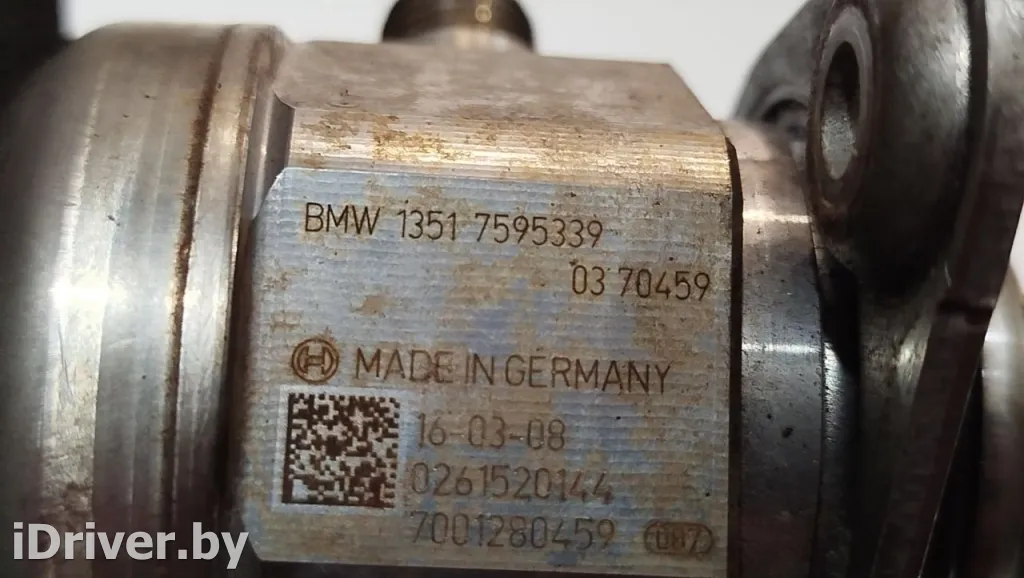 BMW 1351 7595339
03 70459
MADE IN GERMANY
16-03-08
0261520144
7001280459 087
iDriver.by